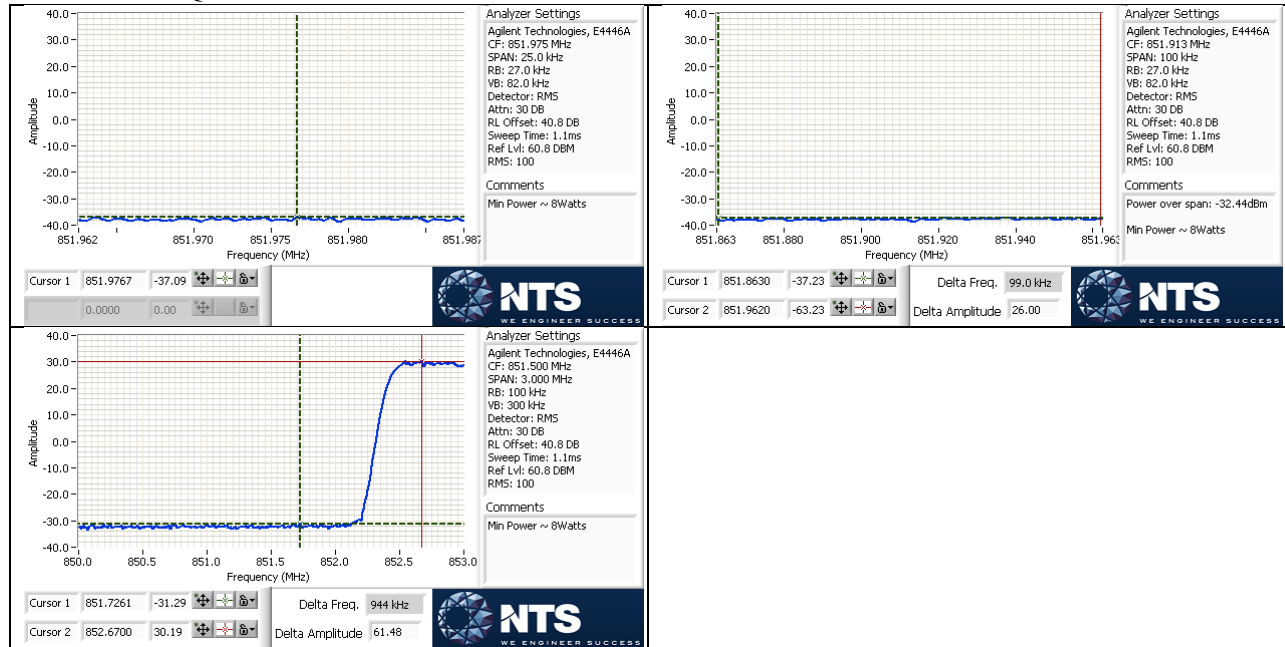 Analyzer Settings
Agilent Technologies, E4446A
CF: 851.975 MHz
SPAN: 25.0 kHz
RB: 27.0 kHz
VB: 82.0 kHz
Detector: RMS
Attn: 30 DB
RL Offset: 40.8 DB
Sweep Time: 1.1ms
Ref Lvl: 60.8 DBM
RMS: 100
Comments
Min Power ~ 8Watts
Amplitude
40.0
30.0
20.0
10.0
0.0
-10.0
-20.0
-30.0
-40.0
851.962 851.970 851.975 851.980 851.987
Frequency (MHz)
Cursor 1 851.9767 -37.09
0.0000 0.00
NTS
WE ENGINEER SUCCESS
Analyzer Settings
Agilent Technologies, E4446A
CF: 851.913 MHz
SPAN: 100 kHz
RB: 27.0 kHz
VB: 82.0 kHz
Detector: RMS
Attn: 30 DB
RL Offset: 40.8 DB
Sweep Time: 1.1ms
Ref Lvl: 60.8 DBM
RMS: 100
Comments
Power over span: -32.44dBm
Min Power ~ 8Watts
Amplitude
40.0
30.0
20.0
10.0
0.0
-10.0
-20.0
-30.0
-40.0
851.863 851.880 851.900 851.920 851.940 851.963
Frequency (MHz)
Cursor 1 851.8630 -37.23
Cursor 2 851.9620 -63.23
Delta Freq. 99.0 kHz
Delta Amplitude 26.00
NTS
WE ENGINEER SUCCESS
Analyzer Settings
Agilent Technologies, E4446A
CF: 851.500 MHz
SPAN: 3.000 MHz
RB: 100 kHz
VB: 300 kHz
Detector: RMS
Attn: 30 DB
RL Offset: 40.8 DB
Sweep Time: 1.1ms
Ref Lvl: 60.8 DBM
RMS: 100
Comments
Min Power ~ 8Watts
Amplitude
40.0
30.0
20.0
10.0
0.0
-10.0
-20.0
-30.0
-40.0
850.0 850.5 851.0 851.5 852.0 852.5 853.0
Frequency (MHz)
Cursor 1 851.7261 -31.29
Cursor 2 852.6700 30.19
Delta Freq. 944 kHz
Delta Amplitude 61.48
NTS
WE ENGINEER SUCCESS